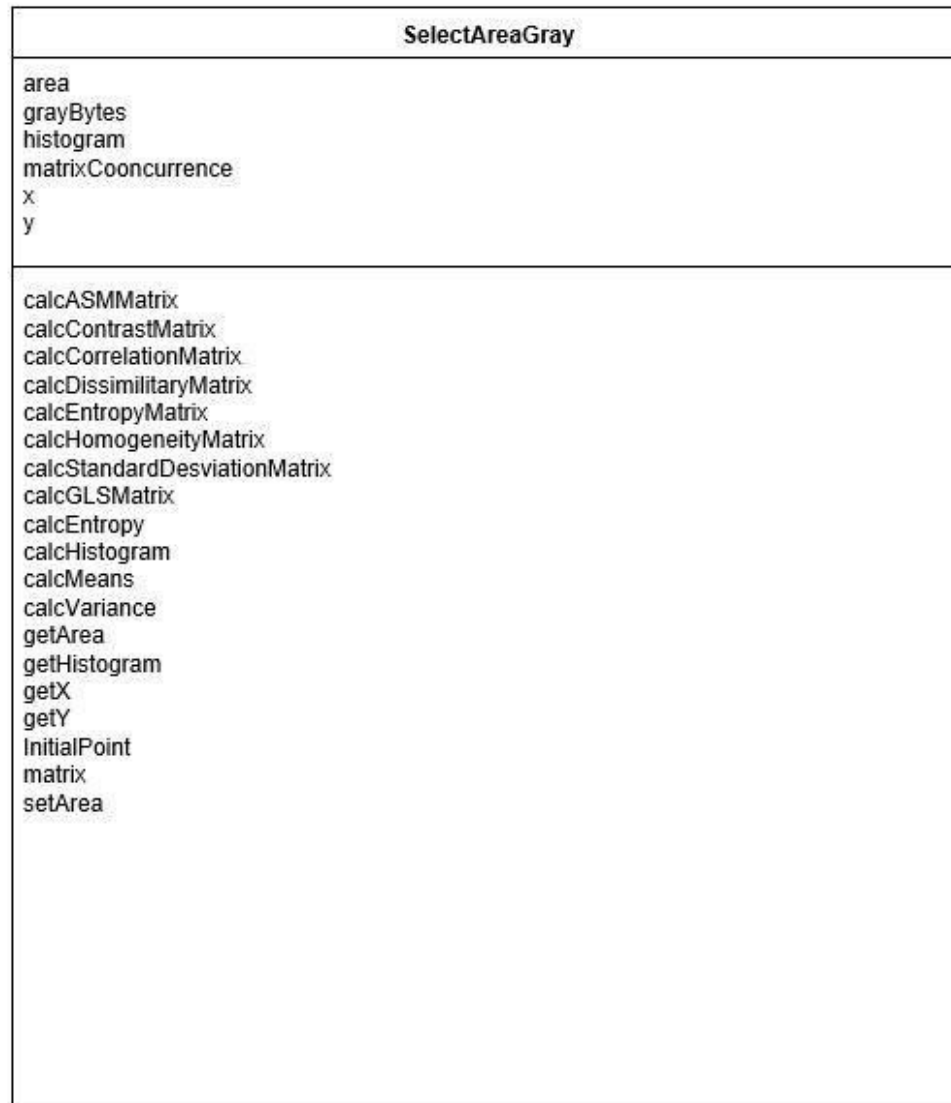 SelectAreaGray
area
grayBytes
histogram
matrixCooncurrence
x
y
calcASMMatrix
calcContrastMatrix
calcCorrelationMatrix
calcDissimilitaryMatrix
calcEntropyMatrix
calcHomogeneityMatrix
calcStandardDesviationMatrix
calcGLSMatrix
calcEntropy
calcHistogram
calcMeans
calcVariance
getArea
getHistogram
getX
getY
InitialPoint
matrix
setArea